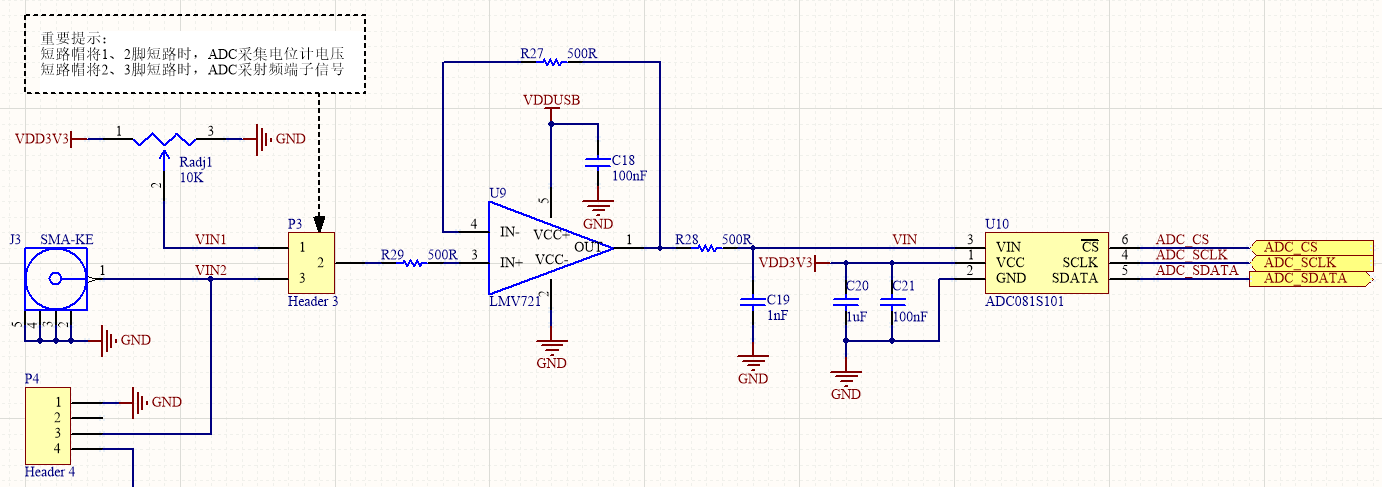 重要提示:
短路帽将1、2脚短路时，ADC采集电位计电压
短路帽将2、3脚短路时，ADC采射频端子信号
R27 500R
VDDUSB
VDD3V3 1 3 GND
Radj1
10K
2
C18
100nF
GND
5
U9
P3
J3 SMA-KE
VIN1 1
2
VIN2 3
1
Header 3
R29 500R
4 IN-
3 IN+
VCC+
OUT 1
VCC-
2
LMV721
GND
R28 500R
VIN
VDD3V3
C19
1nF
GND
C20
1uF
C21
100nF
GND
U10
3 VIN CS 6 ADC_CS ADC_CS
1 VCC SCLK 4 ADC_SCLK ADC_SCLK
2 GND SDATA 5 ADC_SDATA ADC_SDATA
ADC081S101
5 4 3 2
GND
P4
1 GND
2
3
4
Header 4